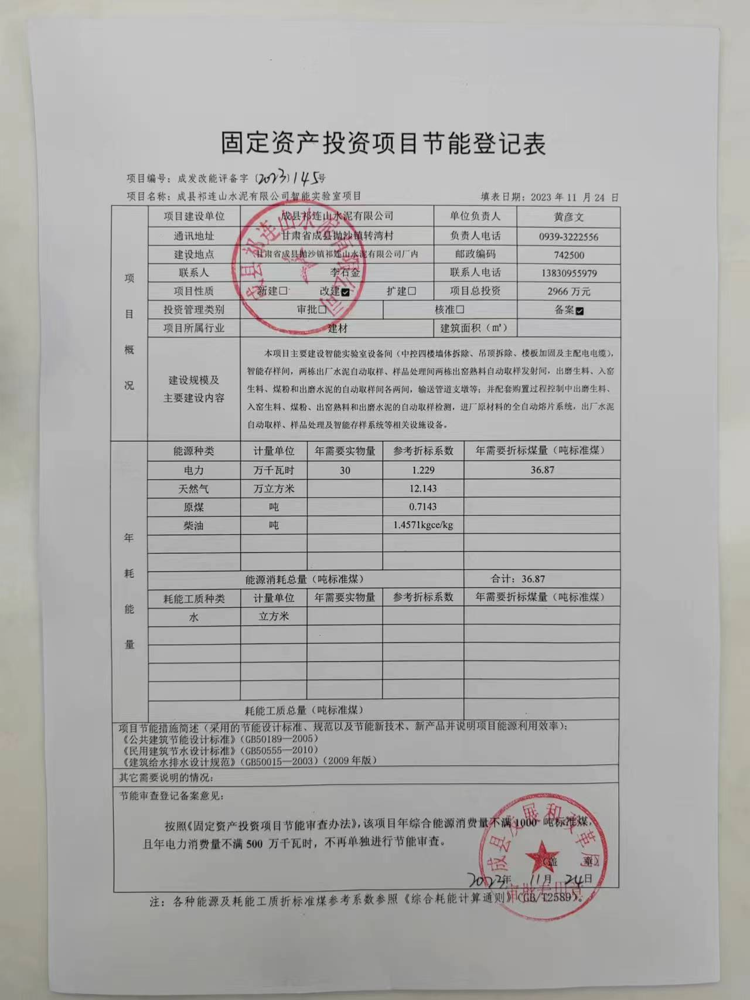 固定资产投资项目节能登记表
项目编号：成发改能评备字〔2023〕145号
项目名称：成县祁连山水泥有限公司智能实验室项目 填表日期：2023 年 11 月 24 日
项目概况
项目建设单位 成县祁连山水泥有限公司 单位负责人 黄彦文
通讯地址 甘肃省成县抛沙镇转湾村 负责人电话 0939-3222556
建设地点 甘肃省成县抛沙镇祁连山水泥有限公司厂内 邮政编码 742500
联系人 李石金 联系人电话 13830955979
项目性质 新建□ 改建☑ 扩建□ 项目总投资 2966 万元
投资管理类别 审批□ 核准□ 备案☑
项目所属行业 建材 建筑面积（㎡）
建设规模及
主要建设内容
本项目主要建设智能实验室设备间（中控四楼墙体拆除、吊顶拆除、楼板加固及主配电电缆），
智能存样间，两栋出厂水泥自动取样、样品处理间两栋出窑熟料自动取样发射间，出磨生料、入窑
生料、煤粉和出磨水泥的自动取样间各两间，输送管道支墩等；并配套购置过程控制中出磨生料、
入窑生料、煤粉、出窑熟料和出磨水泥的自动取样检测，进厂原材料的全自动熔片系统，出厂水泥
自动取样、样品处理及智能存样系统等相关设施设备。
年耗能量
能源种类 计量单位 年需要实物量 参考折标系数 年需要折标煤量（吨标准煤）
电力 万千瓦时 30 1.229 36.87
天然气 万立方米 12.143
原煤 吨 0.7143
柴油 吨 1.4571kgce/kg
能源消耗总量（吨标准煤） 合计：36.87
耗能工质种类 计量单位 年需要实物量 参考折标系数 年需要折标煤量（吨标准煤）
水 立方米
耗能工质总量（吨标准煤）
项目节能措施简述（采用的节能设计标准、规范以及节能新技术、新产品并说明项目能源利用效率）：
《公共建筑节能设计标准》（GB50189—2005）
《民用建筑节水设计标准》（GB50555—2010）
《建筑给水排水设计规范》（GB50015—2003）（2009 年版）
其它需要说明的情况：
节能审查登记备案意见：
按照《固定资产投资项目节能审查办法》，该项目年综合能源消费量不满 1000 吨标准煤，
且年电力消费量不满 500 万千瓦时，不再单独进行节能审查。
（盖 章）
2023年 11月 24日
注：各种能源及耗能工质折标准煤参考系数参照《综合耗能计算通则》（GB/T2589）。
成县祁连山水泥有限公司
成县发展和改革局
审批专用章